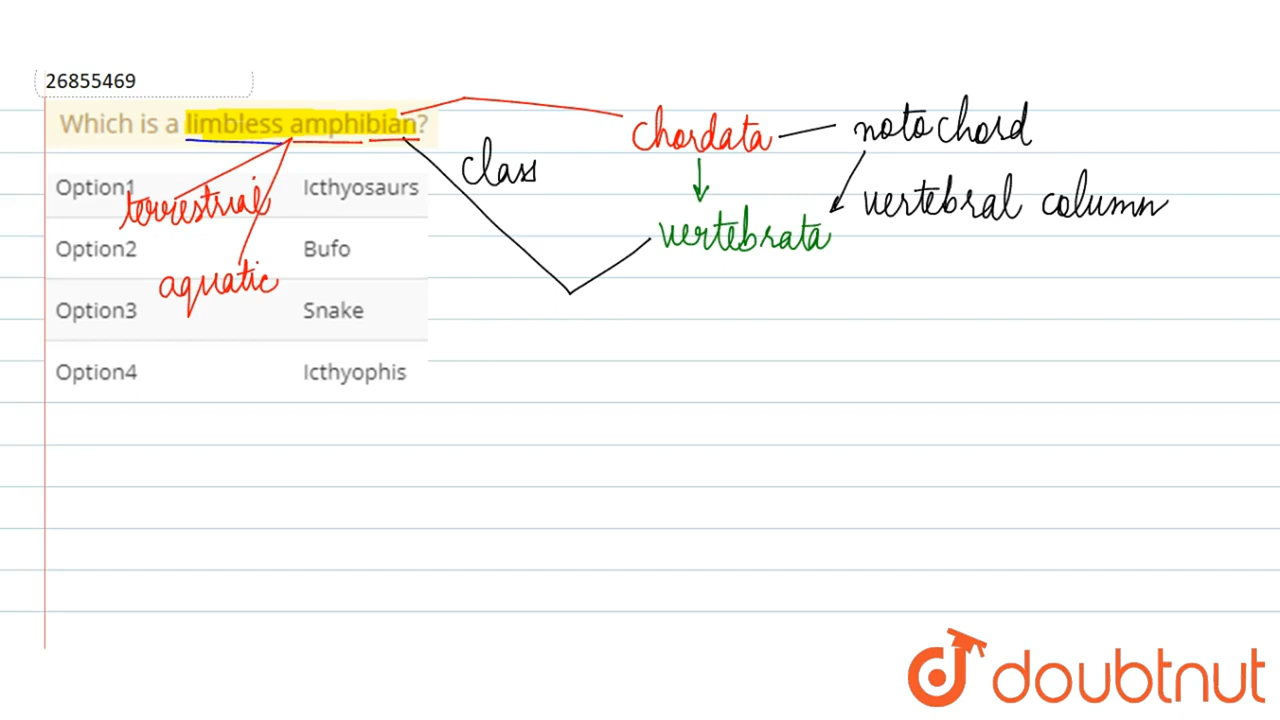 26855469
Which is a limbless amphibian?
chordata
notochord
class
vertebral column
vertebrata
Option1 Icthyosaurs
terrestrial
Option2 Bufo
aquatic
Option3 Snake
Option4 Icthyophis
doubtnut